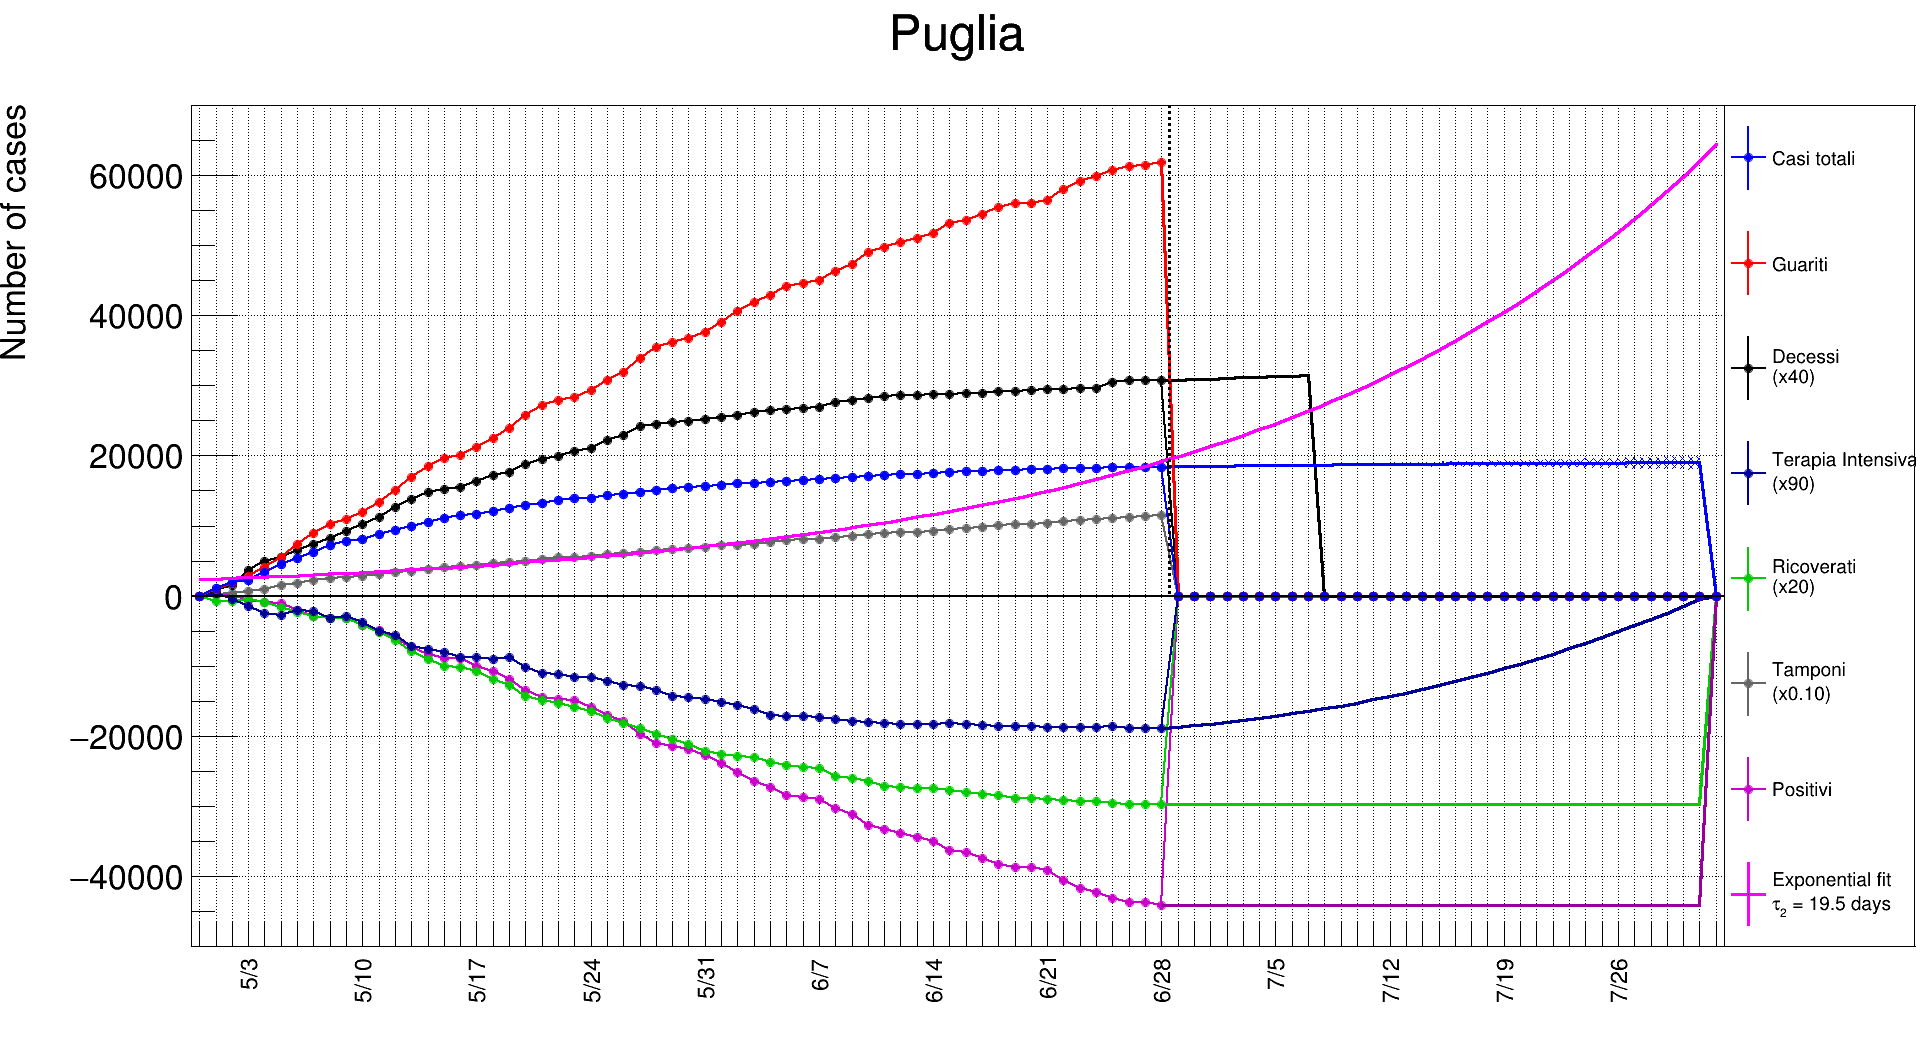 Puglia
Number of cases
60000
40000
20000
0
−20000
−40000
5/3
5/10
5/17
5/24
5/31
6/7
6/14
6/21
6/28
7/5
7/12
7/19
7/26
Casi totali
Guariti
Decessi
(x40)
Terapia Intensiva
(x90)
Ricoverati
(x20)
Tamponi
(x0.10)
Positivi
Exponential fit
τ₂ = 19.5 days